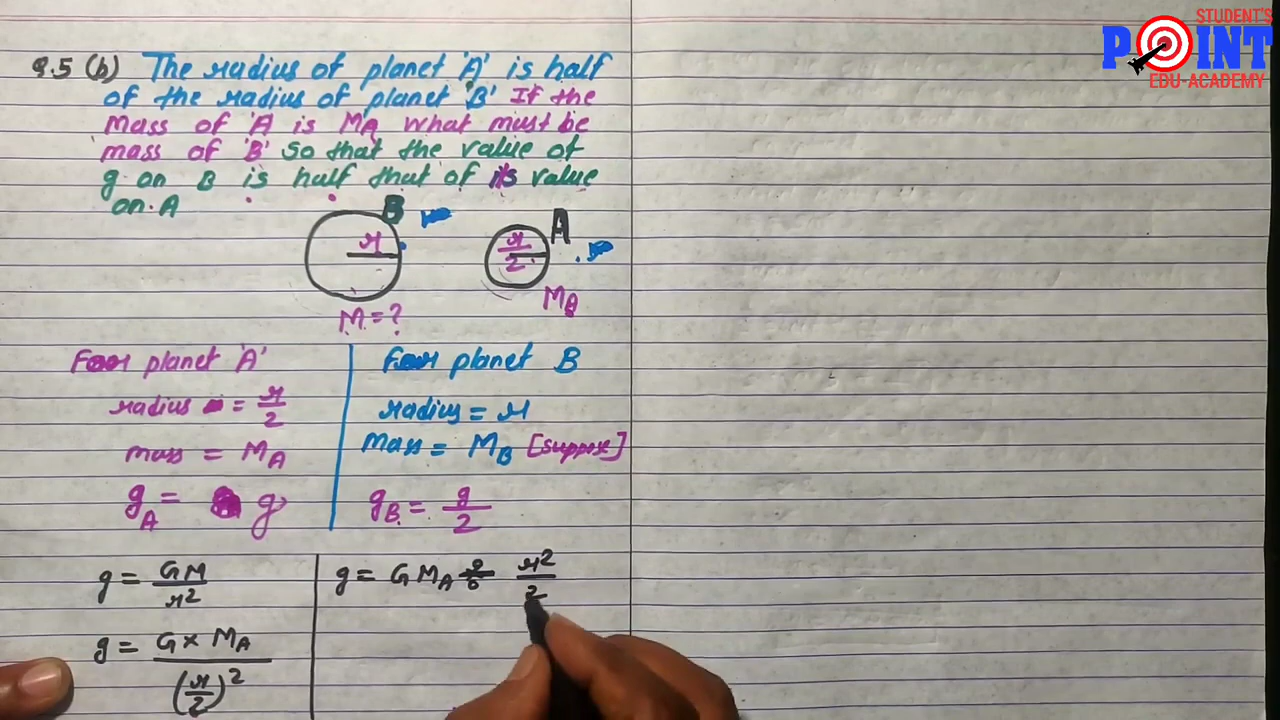 STUDENT'S
POINT
EDU-ACADEMY
Q.5 (b) The radius of planet 'A' is half
of the radius of planet 'B' If the
Mass of 'A' is MA what must be
mass of 'B' so that the value of
g on B is half that of its value
on A
B A
r r/2
MA
M = ?
For planet 'A' For planet B
radius = r/2 radius = r
mass = MA Mass = MB [suppose]
gA = g gB = g/2
g = GM/r² g = G MA r²/2
g = G × MA/(r/2)²